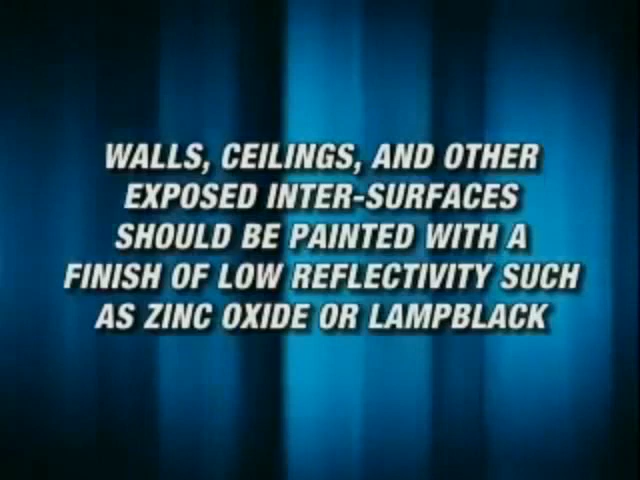 WALLS, CEILINGS, AND OTHER
EXPOSED INTER-SURFACES
SHOULD BE PAINTED WITH A
FINISH OF LOW REFLECTIVITY SUCH
AS ZINC OXIDE OR LAMPBLACK